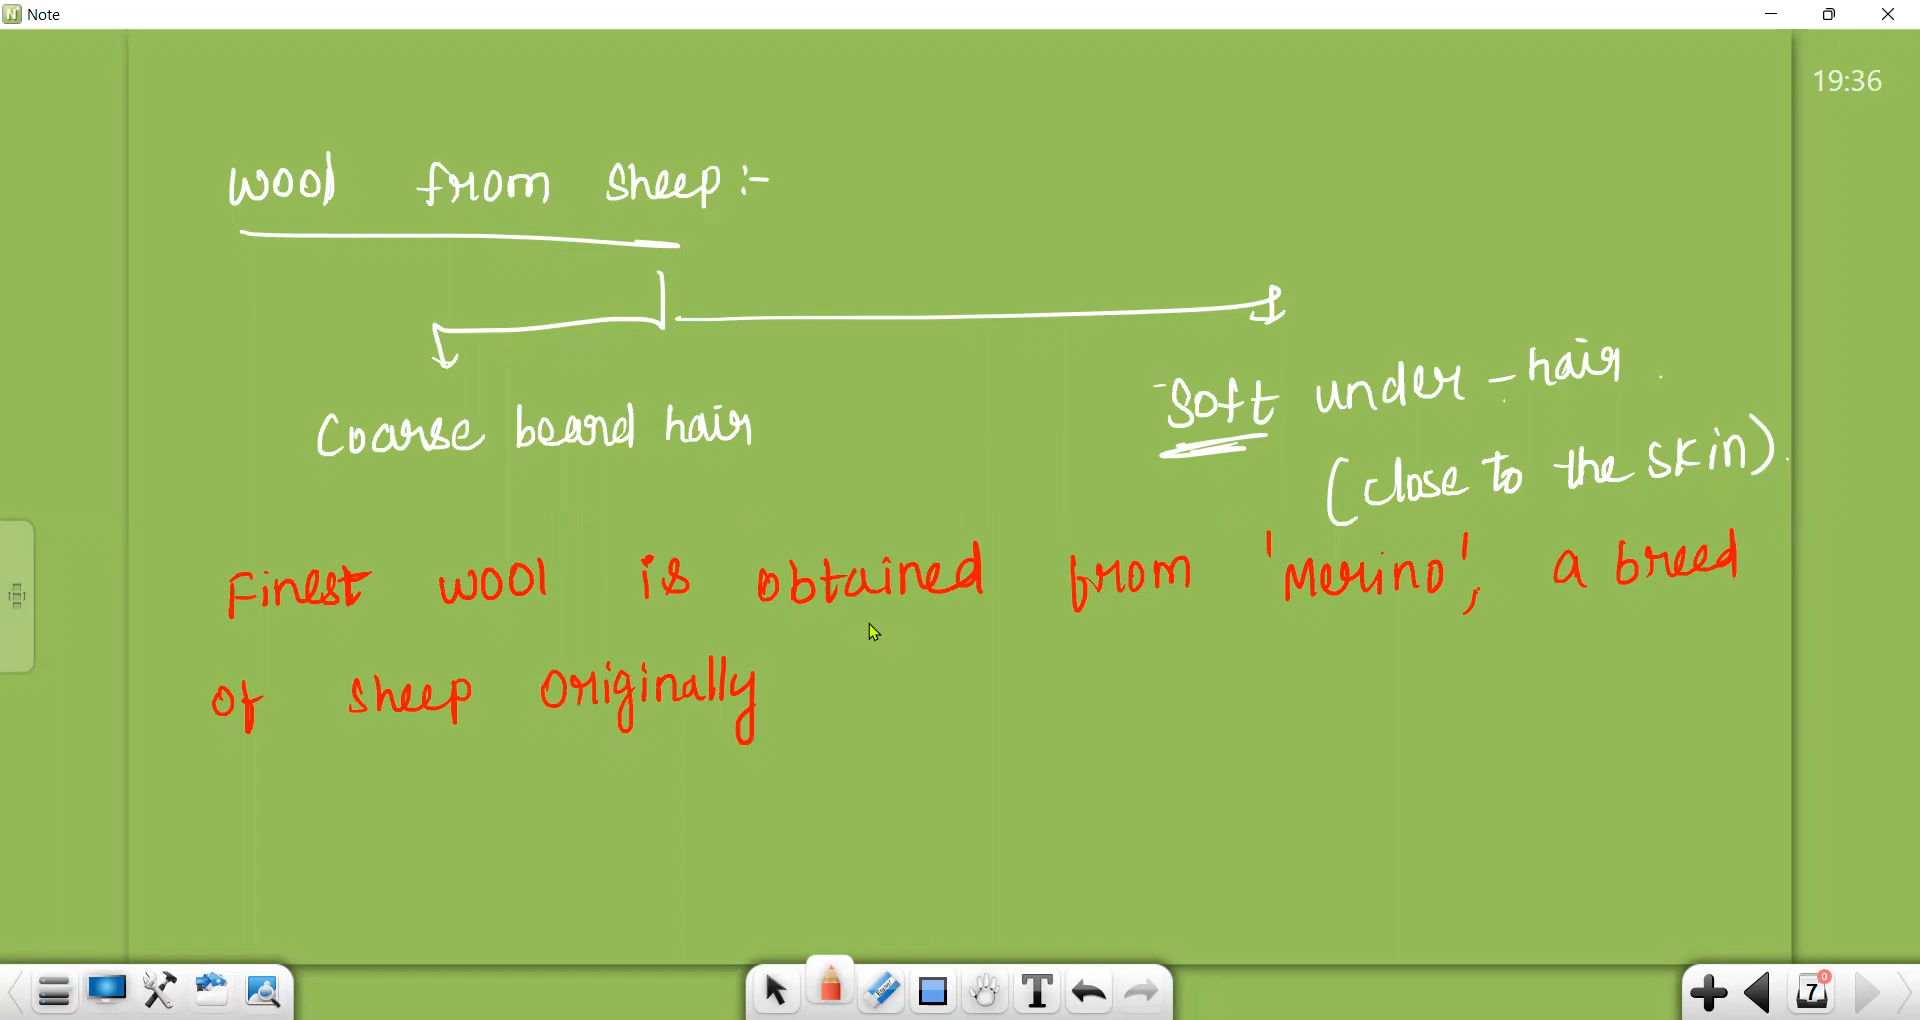 Note
19:36
wool from sheep :-
Coarse beard hair
Soft under-hair
(close to the skin).
Finest wool is obtained from 'Merino', a breed
of sheep originally
Eraser
T
7
0